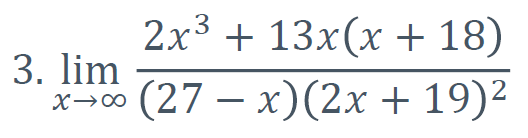 3. lim x→∞ (2x³ + 13x(x + 18)) / ((27 − x)(2x + 19)²)